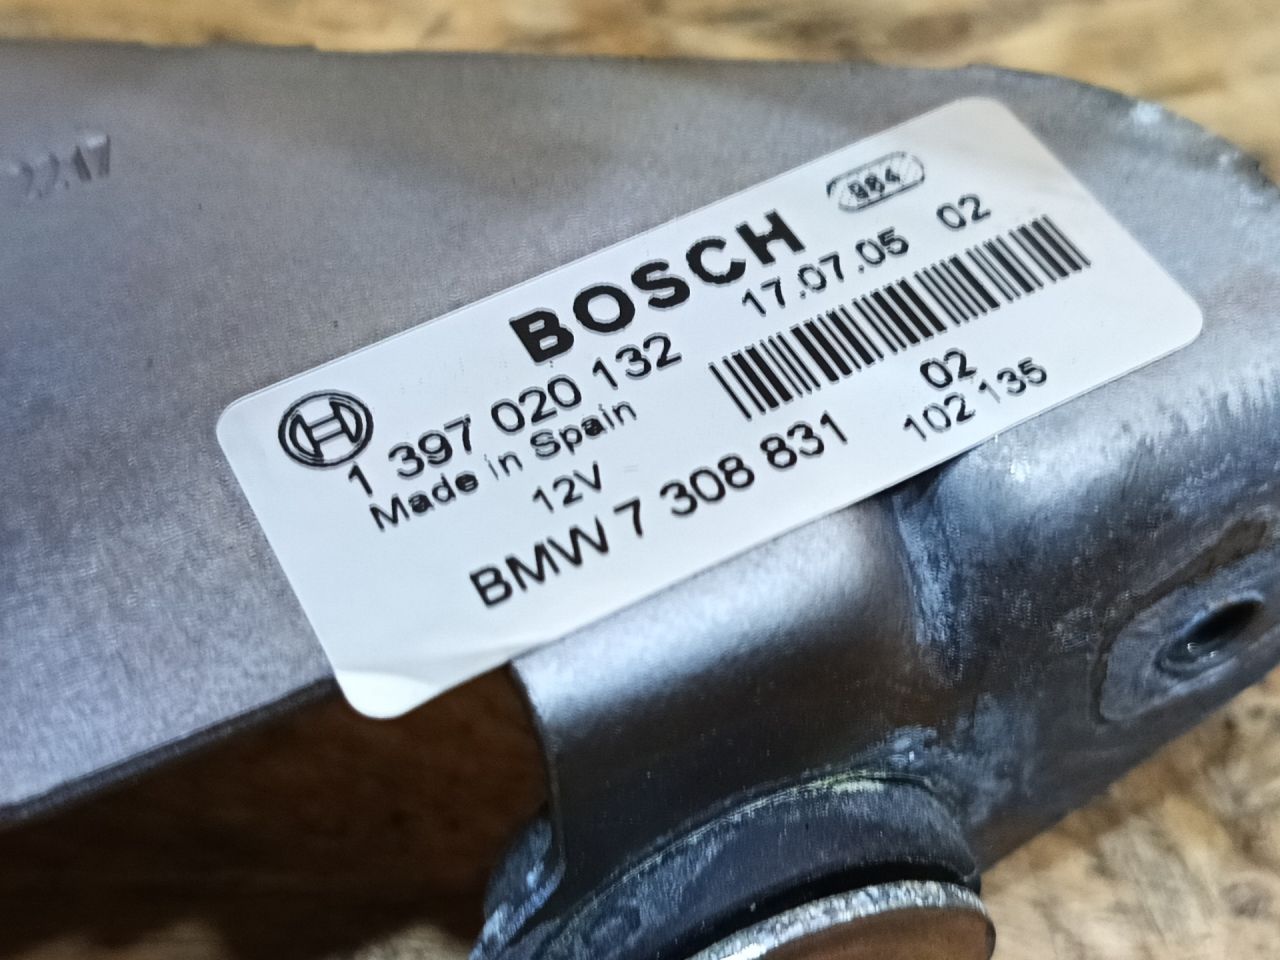 BOSCH
1 397 020 132
17.07.05 02
Made in Spain
12V
02
BMW 7 308 831
102 135